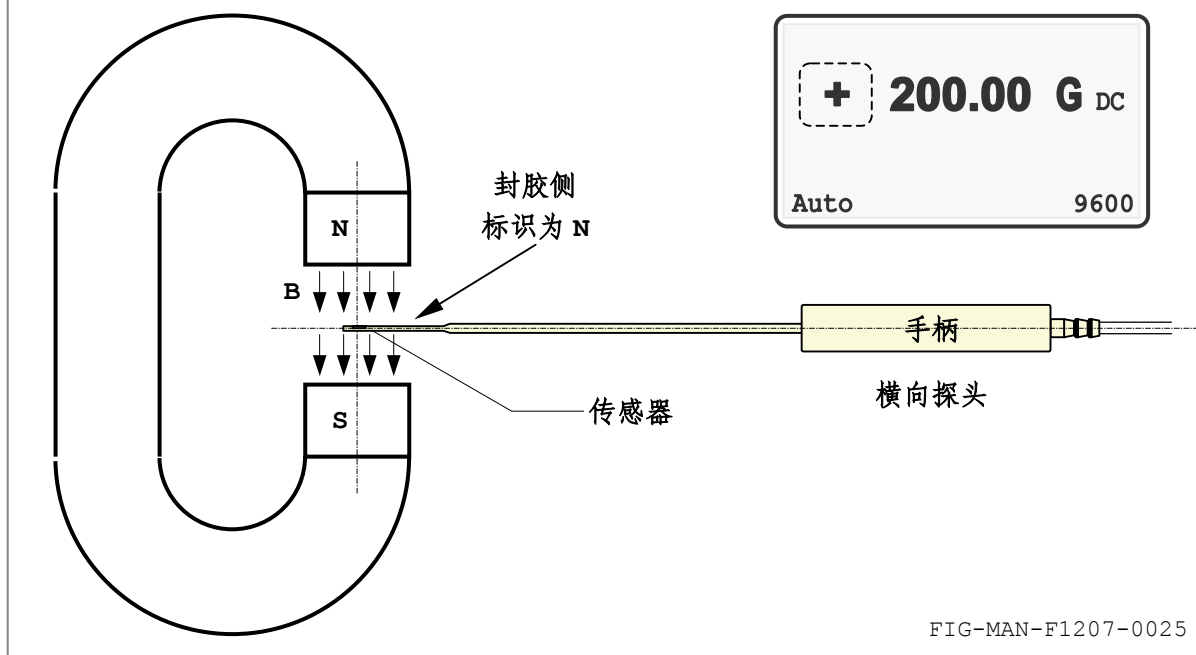 + 200.00 G DC
Auto 9600
封胶侧
标识为 N
N
B
手柄
横向探头
S
传感器
FIG-MAN-F1207-0025